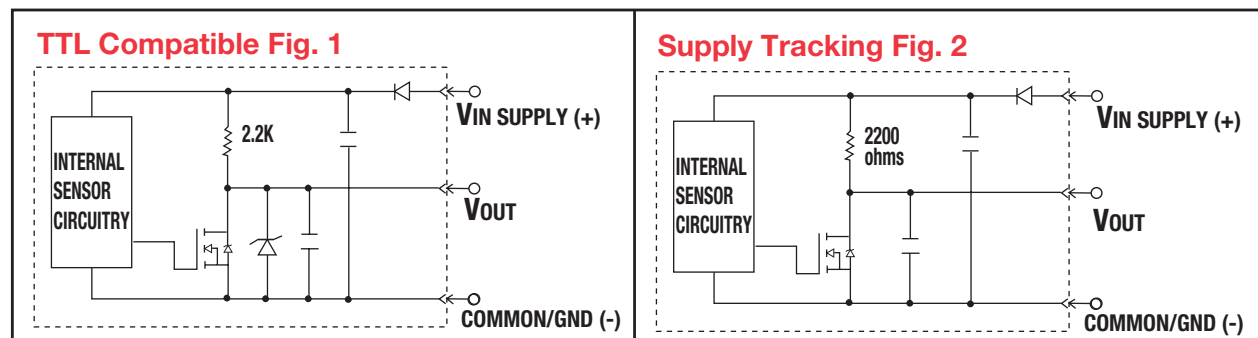 TTL Compatible Fig. 1
VIN SUPPLY (+)
2.2K
INTERNAL
SENSOR
CIRCUITRY
VOUT
COMMON/GND (-)
Supply Tracking Fig. 2
VIN SUPPLY (+)
2200
ohms
INTERNAL
SENSOR
CIRCUITRY
VOUT
COMMON/GND (-)